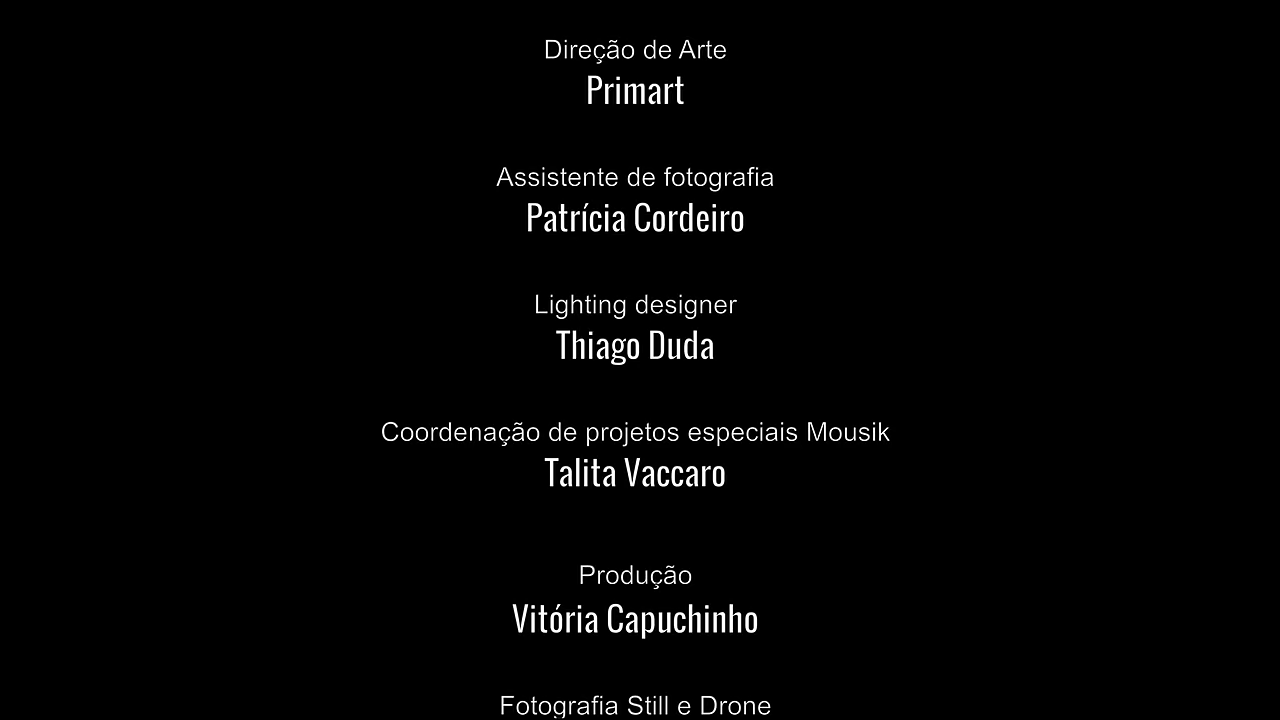 Direção de Arte
Primart
Assistente de fotografia
Patrícia Cordeiro
Lighting designer
Thiago Duda
Coordenação de projetos especiais Mousik
Talita Vaccaro
Produção
Vitória Capuchinho
Fotografia Still e Drone